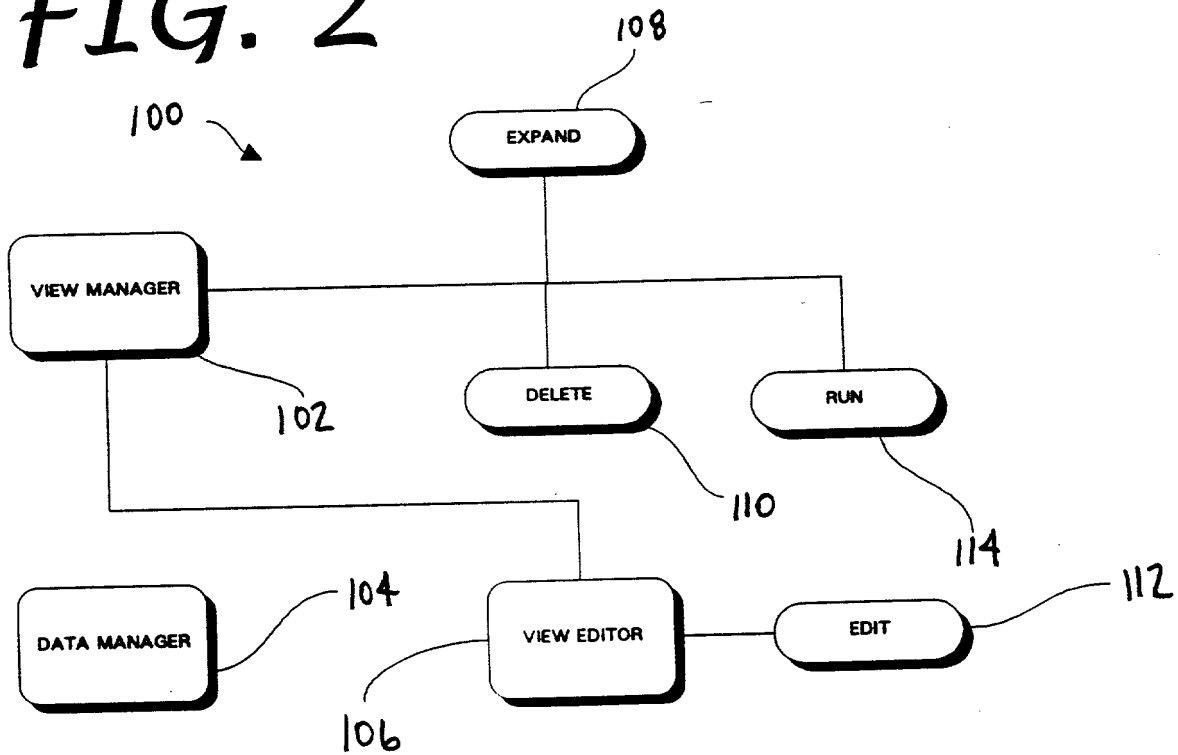 FIG. 2
108
100
EXPAND
VIEW MANAGER
102
DELETE
RUN
110
114
104
112
DATA MANAGER
VIEW EDITOR
EDIT
106